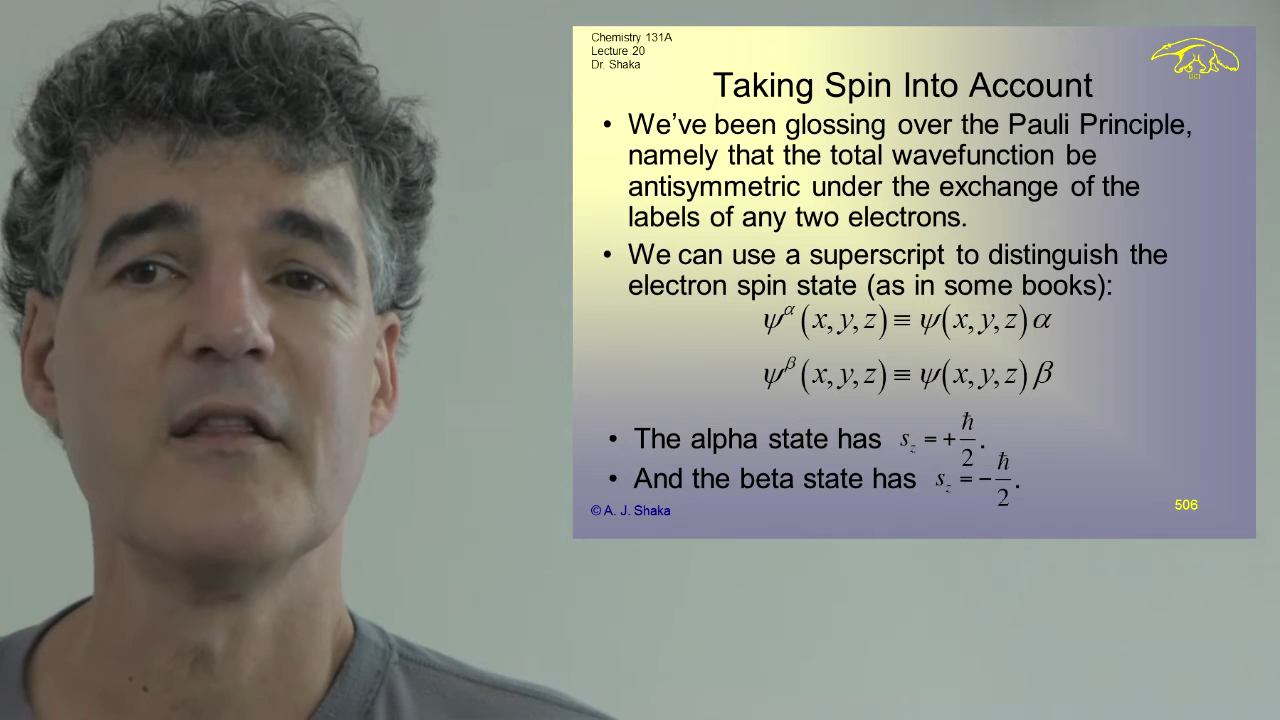 Chemistry 131A
Lecture 20
Dr. Shaka
UCI
Taking Spin Into Account
• We've been glossing over the Pauli Principle,
namely that the total wavefunction be
antisymmetric under the exchange of the
labels of any two electrons.
• We can use a superscript to distinguish the
electron spin state (as in some books):
ψ^α (x, y, z) ≡ ψ(x, y, z) α
ψ^β (x, y, z) ≡ ψ(x, y, z) β
• The alpha state has s_z = +ħ/2.
• And the beta state has s_z = −ħ/2.
© A. J. Shaka
506